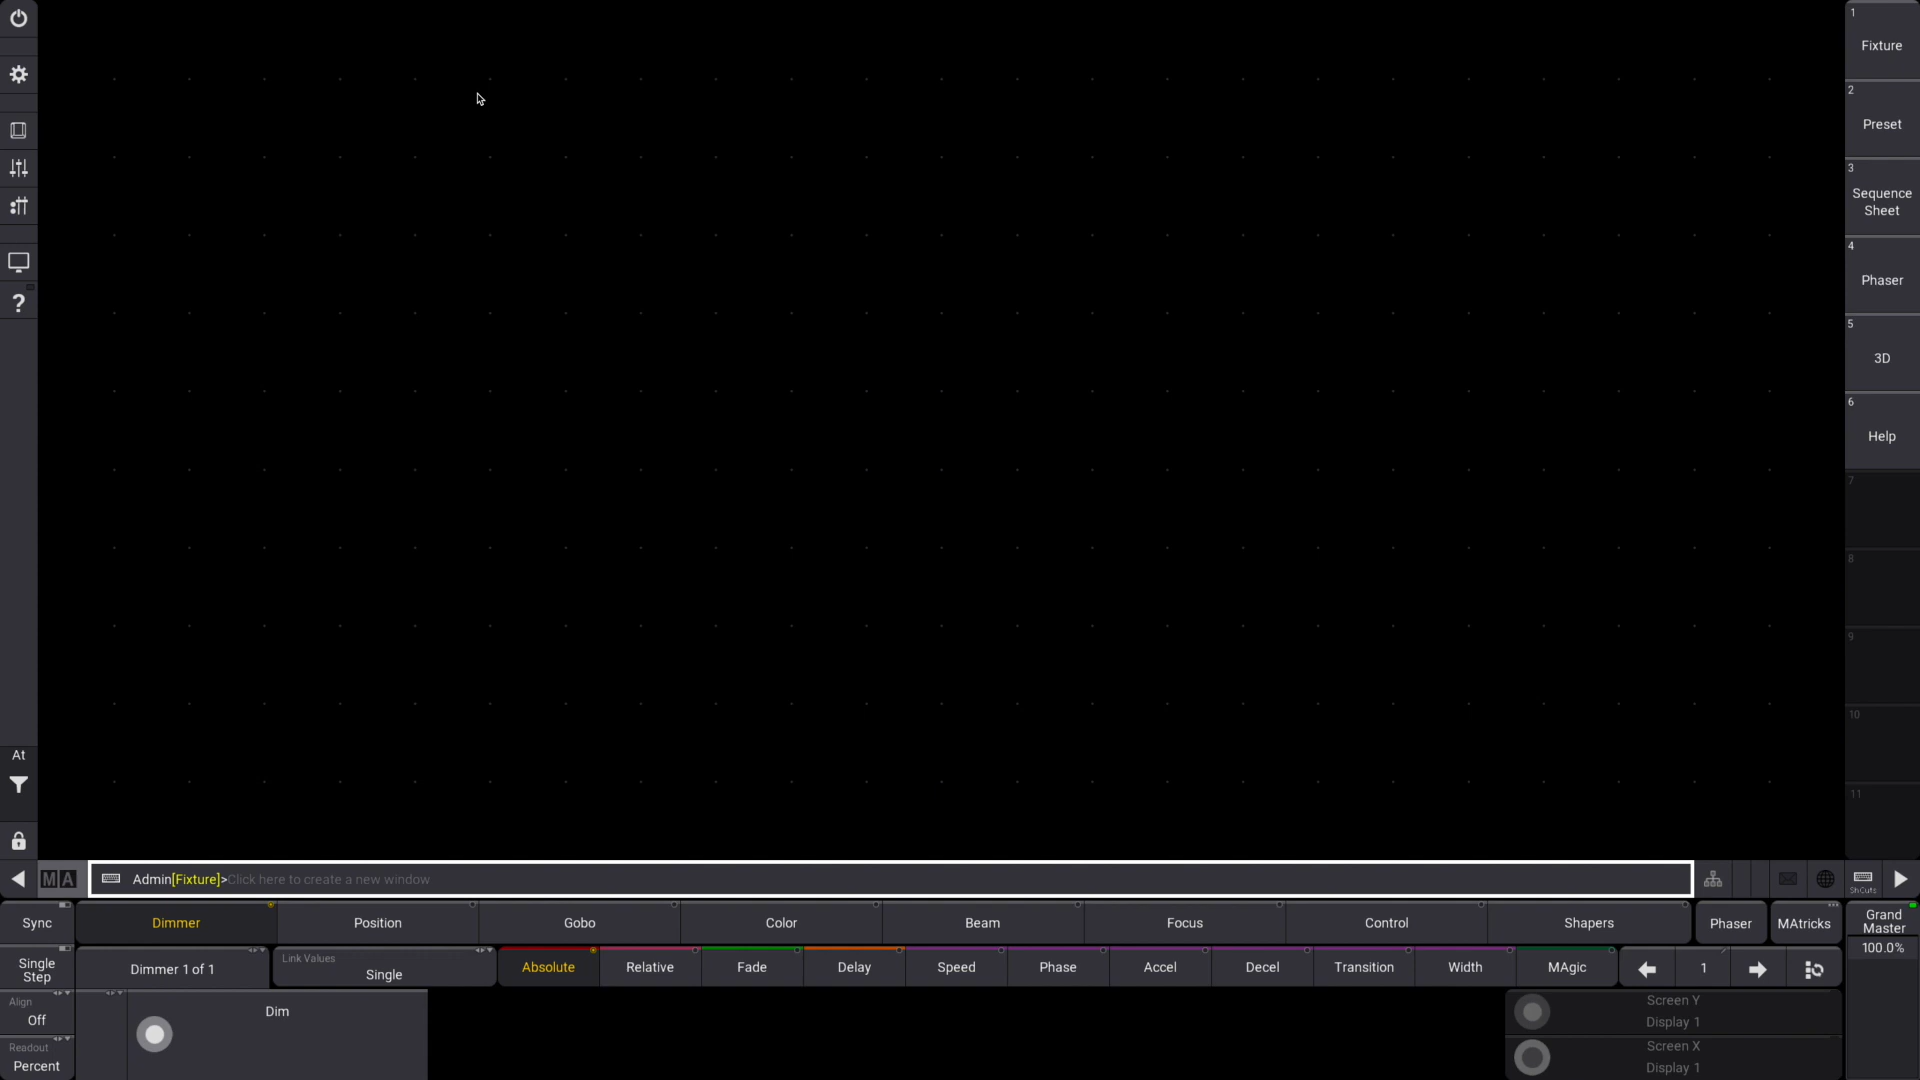 1
Fixture
2
Preset
3
Sequence
Sheet
4
Phaser
5
3D
6
Help
7
8
9
10
11
?
At
MA
Admin[Fixture]>Click here to create a new window
ShCuts
Sync
Dimmer
Position
Gobo
Color
Beam
Focus
Control
Shapers
Phaser
MAtricks
Grand
Master
100.0%
Single
Step
Dimmer 1 of 1
Link Values
Single
Absolute
Relative
Fade
Delay
Speed
Phase
Accel
Decel
Transition
Width
MAgic
1
Align
Off
Readout
Percent
Dim
Screen Y
Display 1
Screen X
Display 1